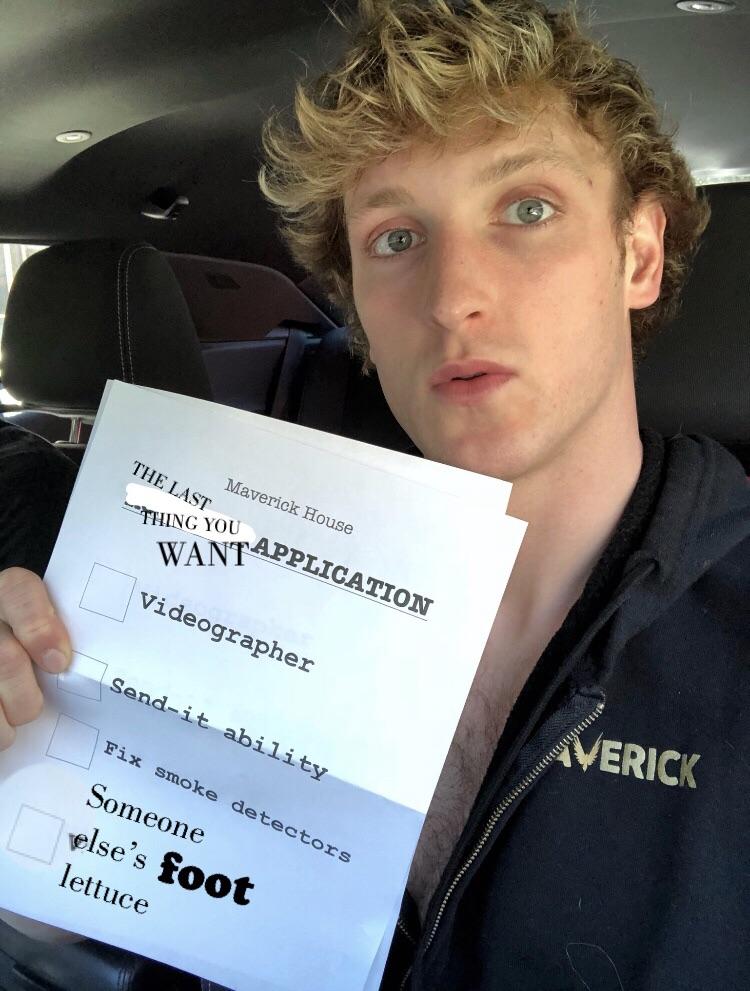 Maverick House
THE LAST
THING YOU
WANT APPLICATION
Videographer
Send-it ability
Fix smoke detectors
Someone
else's foot
lettuce
MAVERICK